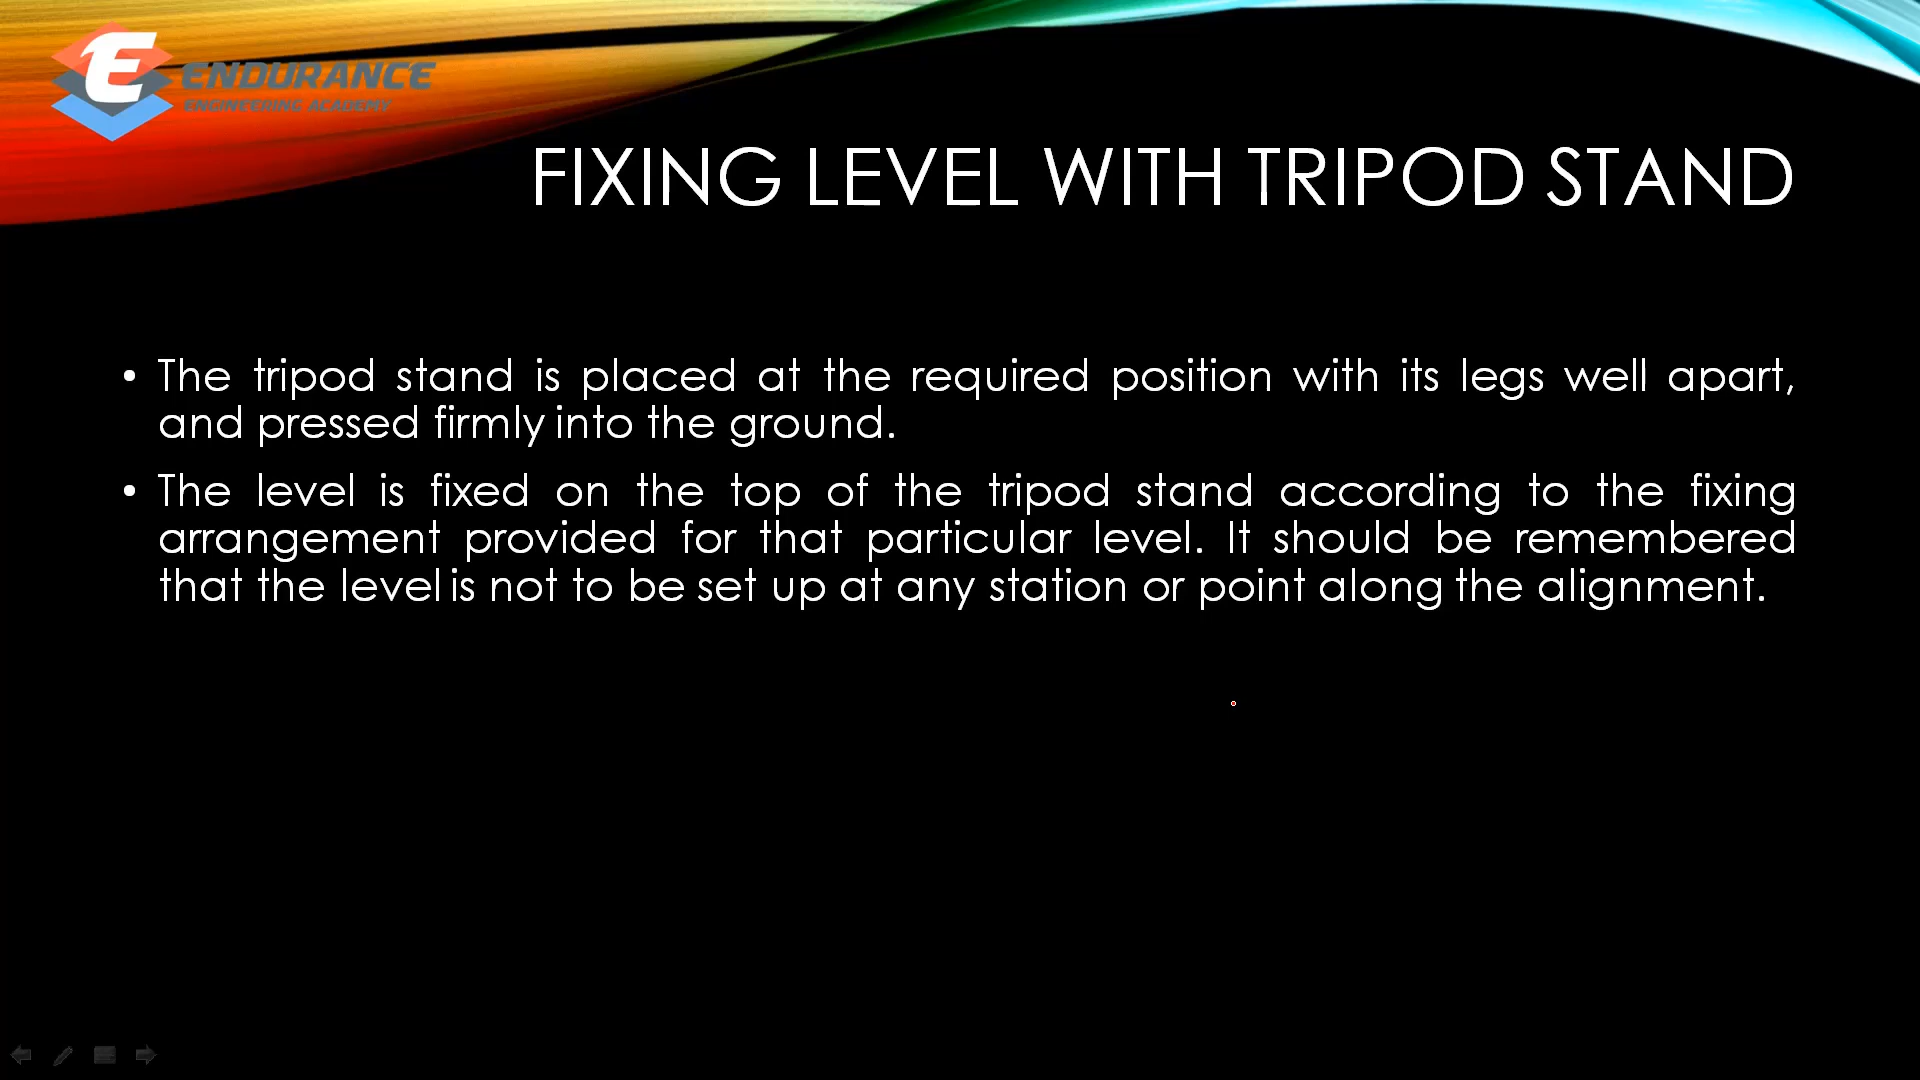 E ENDURANCE
ENGINEERING ACADEMY
FIXING LEVEL WITH TRIPOD STAND
• The tripod stand is placed at the required position with its legs well apart,
and pressed firmly into the ground.
• The level is fixed on the top of the tripod stand according to the fixing
arrangement provided for that particular level. It should be remembered
that the level is not to be set up at any station or point along the alignment.